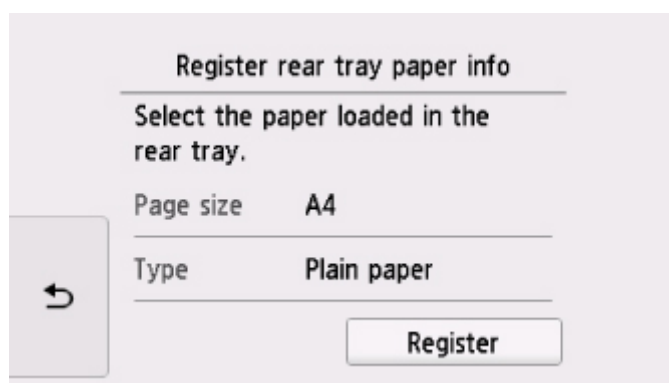 Register rear tray paper info
Select the paper loaded in the
rear tray.
Page size A4
Type Plain paper
Register